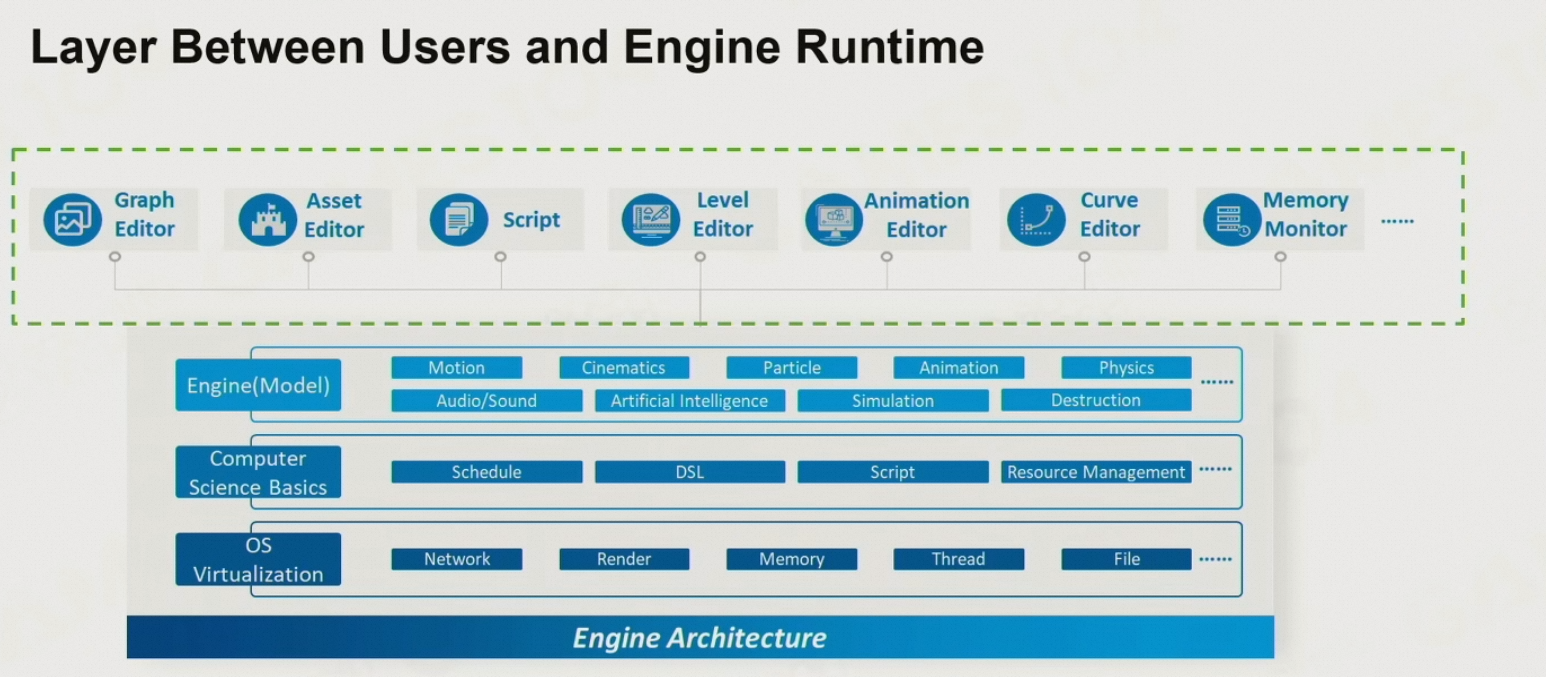 Layer Between Users and Engine Runtime
Graph
Editor
Asset
Editor
Script
Level
Editor
Animation
Editor
Curve
Editor
Memory
Monitor
......
Engine(Model)
Motion
Cinematics
Particle
Animation
Physics
Audio/Sound
Artificial Intelligence
Simulation
Destruction
......
Computer
Science Basics
Schedule
DSL
Script
Resource Management
......
OS
Virtualization
Network
Render
Memory
Thread
File
......
Engine Architecture